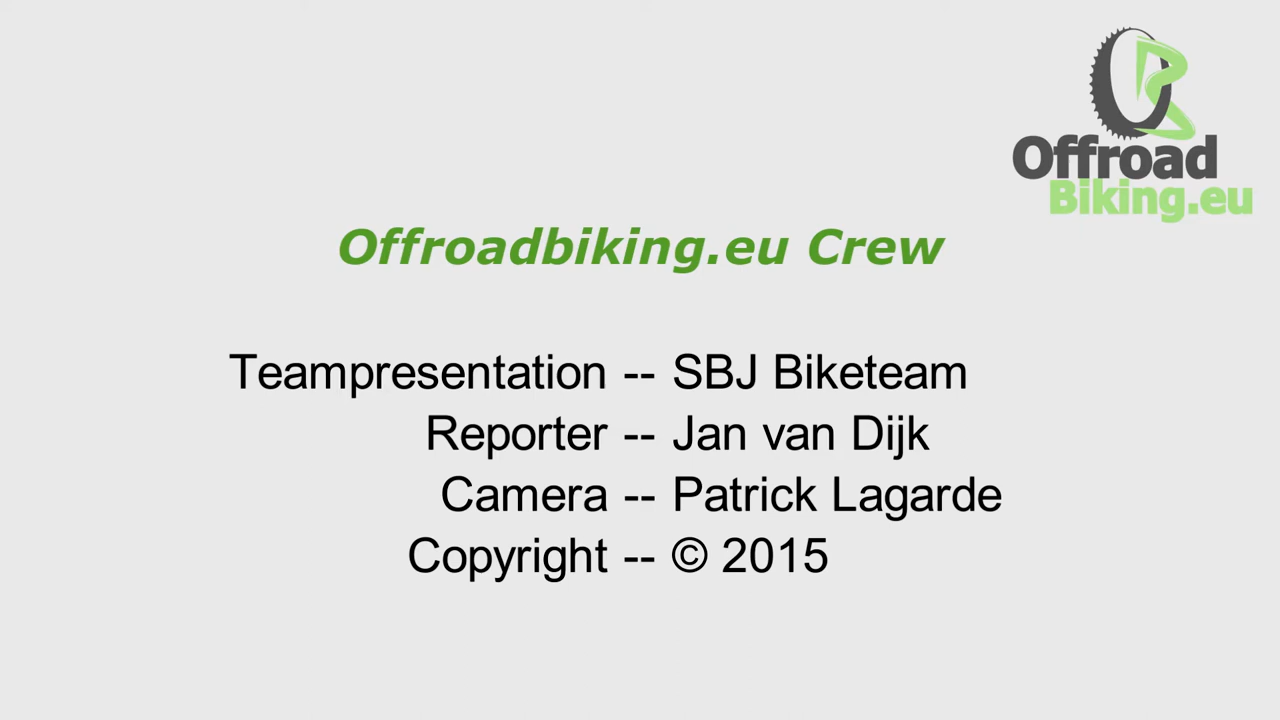 Offroad
Biking.eu
Offroadbiking.eu Crew
Teampresentation -- SBJ Biketeam
Reporter -- Jan van Dijk
Camera -- Patrick Lagarde
Copyright -- © 2015